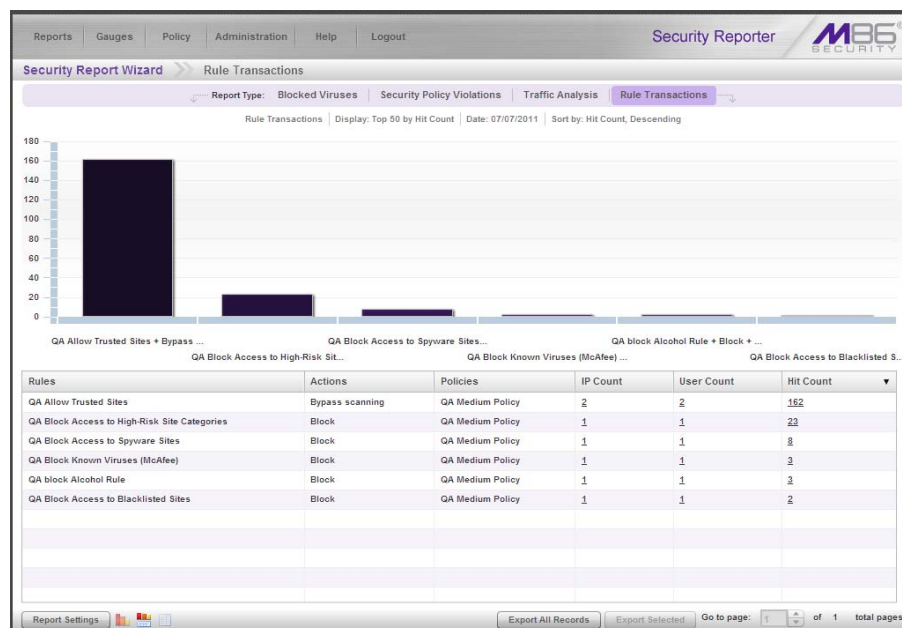 Reports Gauges Policy Administration Help Logout Security Reporter M86® SECURITY
Security Report Wizard Rule Transactions
Report Type: Blocked Viruses Security Policy Violations Traffic Analysis Rule Transactions
Rule Transactions Display: Top 50 by Hit Count Date: 07/07/2011 Sort by: Hit Count, Descending
180
160
140
120
100
80
60
40
20
0
QA Allow Trusted Sites + Bypass ... QA Block Access to Spyware Sites... QA block Alcohol Rule + Block + ...
QA Block Access to High-Risk Sit... QA Block Known Viruses (McAfee) ... QA Block Access to Blacklisted S...
Rules Actions Policies IP Count User Count Hit Count
QA Allow Trusted Sites Bypass scanning QA Medium Policy 2 2 162
QA Block Access to High-Risk Site Categories Block QA Medium Policy 1 1 23
QA Block Access to Spyware Sites Block QA Medium Policy 1 1 8
QA Block Known Viruses (McAfee) Block QA Medium Policy 1 1 3
QA block Alcohol Rule Block QA Medium Policy 1 1 3
QA Block Access to Blacklisted Sites Block QA Medium Policy 1 1 2
Report Settings Export All Records Export Selected Go to page: 1 of 1 total pages